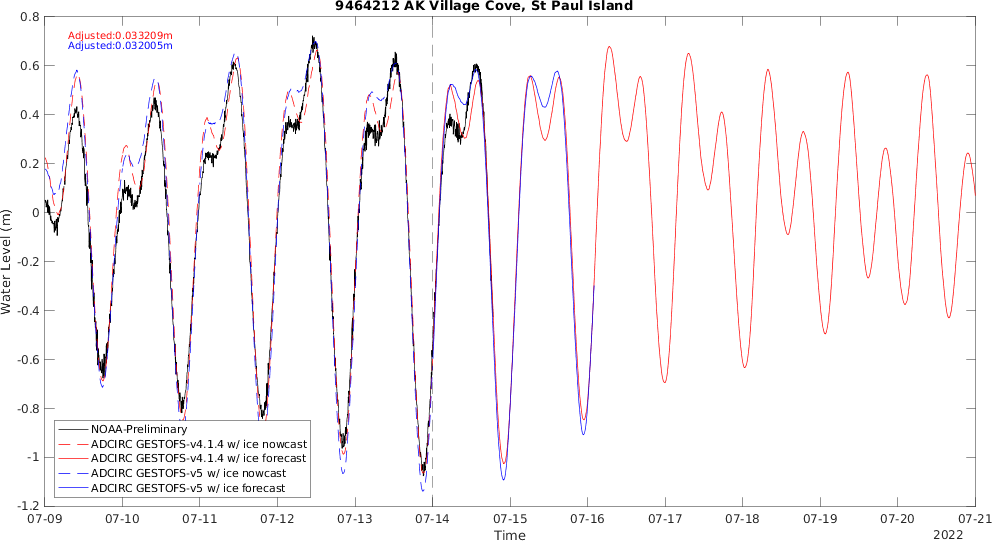 9464212 AK Village Cove, St Paul Island
Adjusted:0.033209m
Adjusted:0.032005m
0.8
0.6
0.4
0.2
0
-0.2
-0.4
-0.6
-0.8
-1
-1.2
Water Level (m)
NOAA-Preliminary
ADCIRC GESTOFS-v4.1.4 w/ ice nowcast
ADCIRC GESTOFS-v4.1.4 w/ ice forecast
ADCIRC GESTOFS-v5 w/ ice nowcast
ADCIRC GESTOFS-v5 w/ ice forecast
07-09 07-10 07-11 07-12 07-13 07-14 07-15 07-16 07-17 07-18 07-19 07-20 07-21
Time
2022